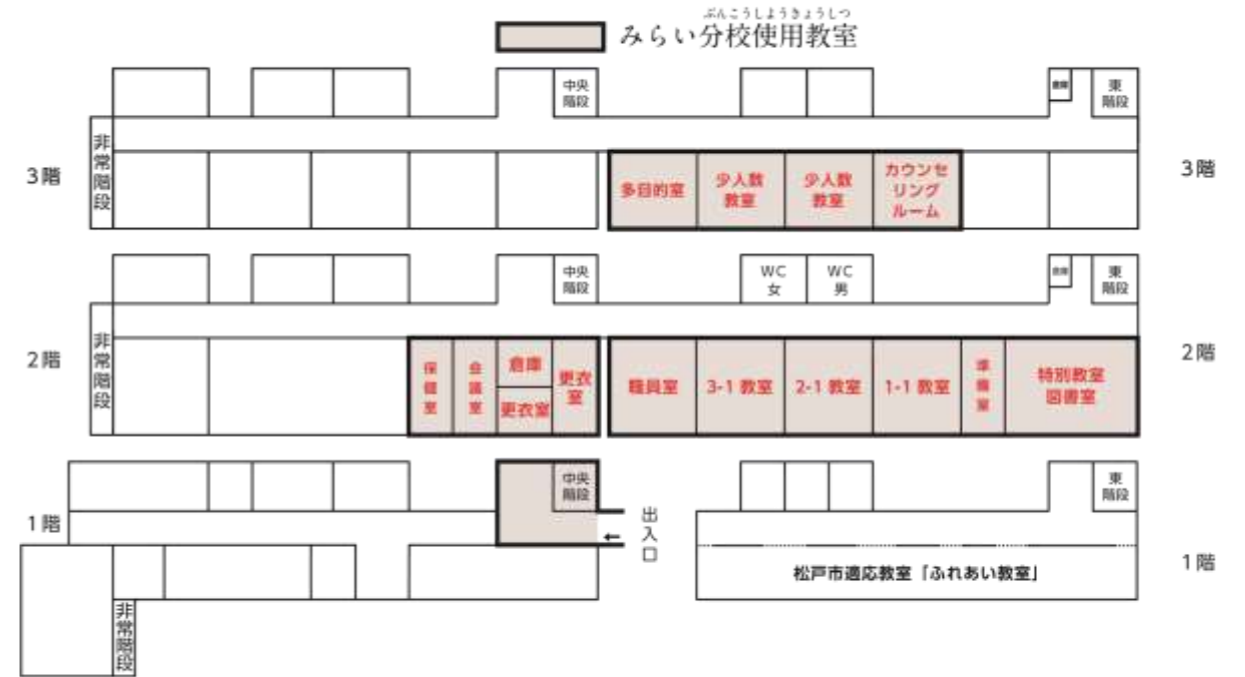 ぶんこうしようきょうしつ
みらい分校使用教室
中央
階段
倉庫
東
階段
非常階段
3階
多目的室
少人数
教室
少人数
教室
カウンセ
リング
ルーム
3階
中央
階段
WC
女
WC
男
倉庫
東
階段
非常階段
2階
保健室
会議室
倉庫
更衣室
更衣
室
職員室
3-1 教室
2-1 教室
1-1 教室
準備室
特別教室
図書室
2階
中央
階段
東
階段
1階
←
出入口
松戸市適応教室「ふれあい教室」
1階
非常階段